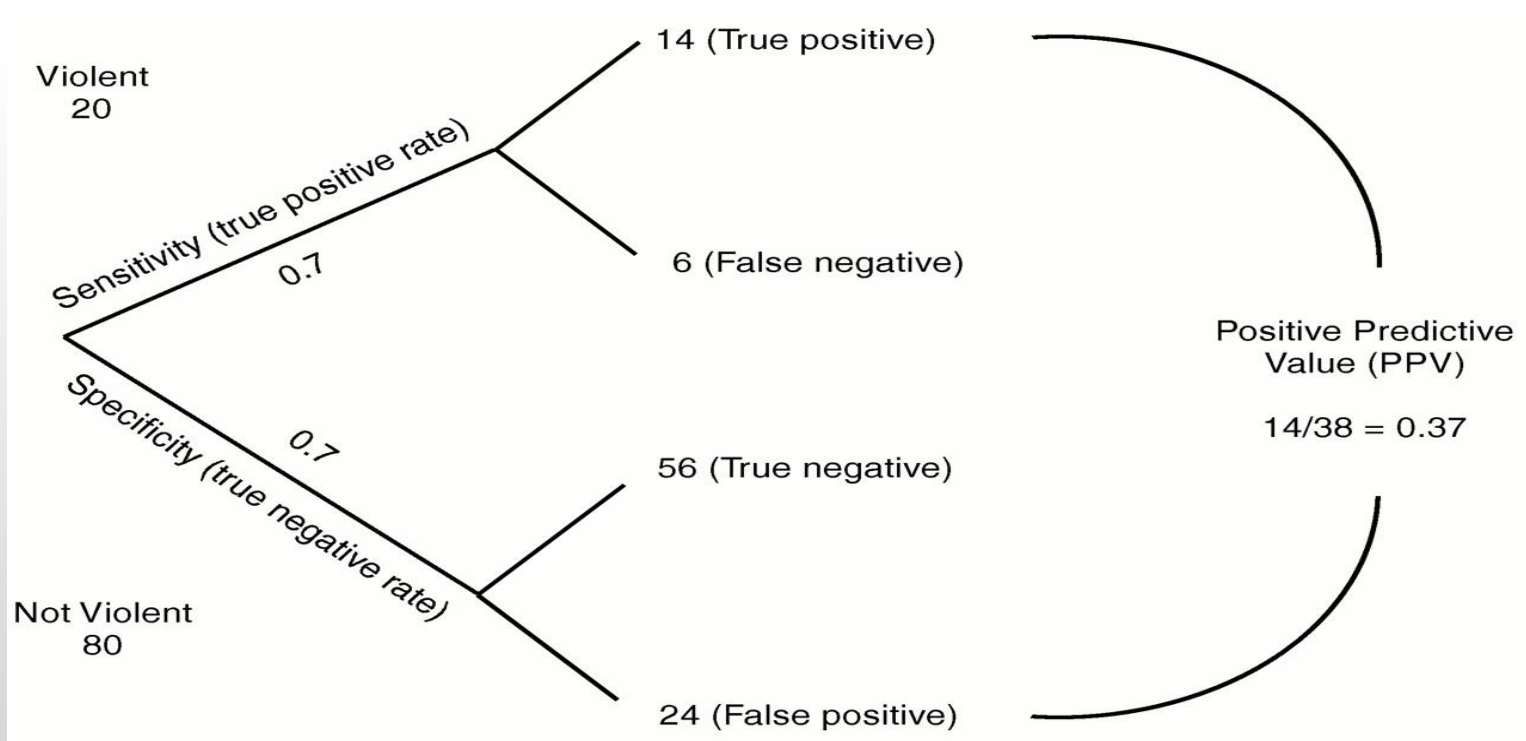 14 (True positive)
Violent
20
Sensitivity (true positive rate)
0.7
6 (False negative)
Positive Predictive
Value (PPV)
14/38 = 0.37
Specificity (true negative rate)
0.7
56 (True negative)
Not Violent
80
24 (False positive)